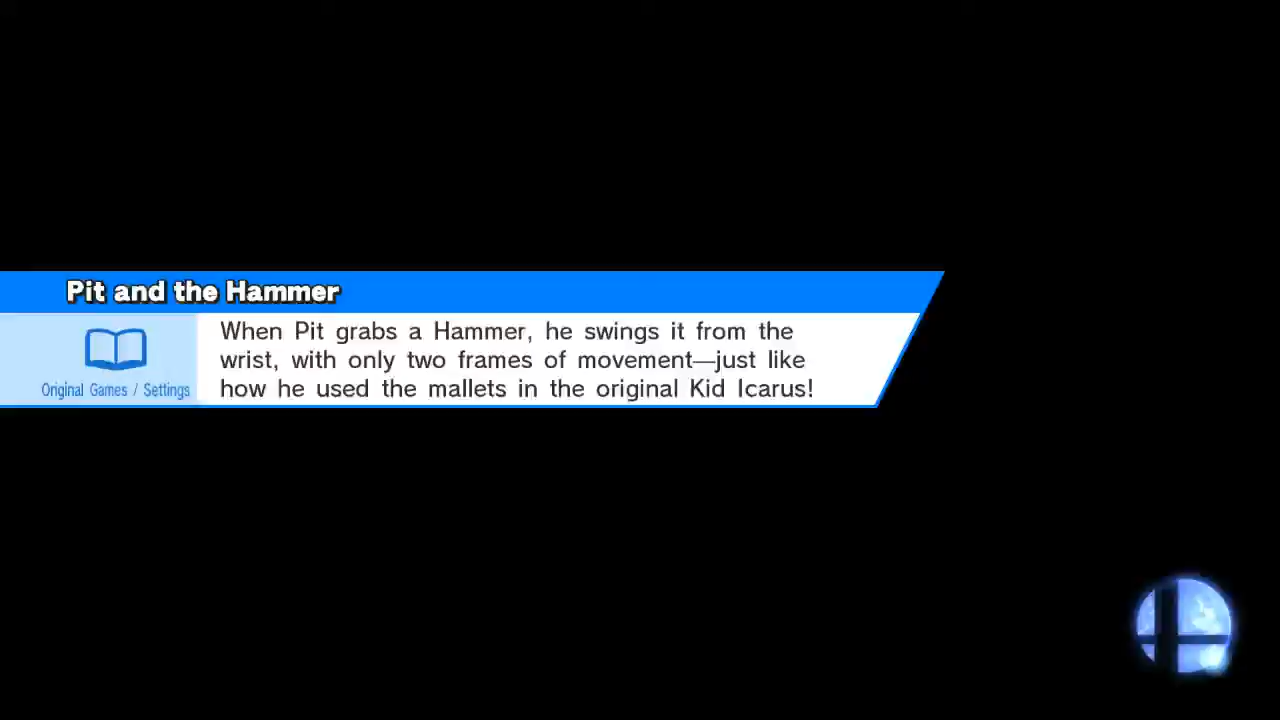 Pit and the Hammer
When Pit grabs a Hammer, he swings it from the
wrist, with only two frames of movement—just like
how he used the mallets in the original Kid Icarus!
Original Games / Settings